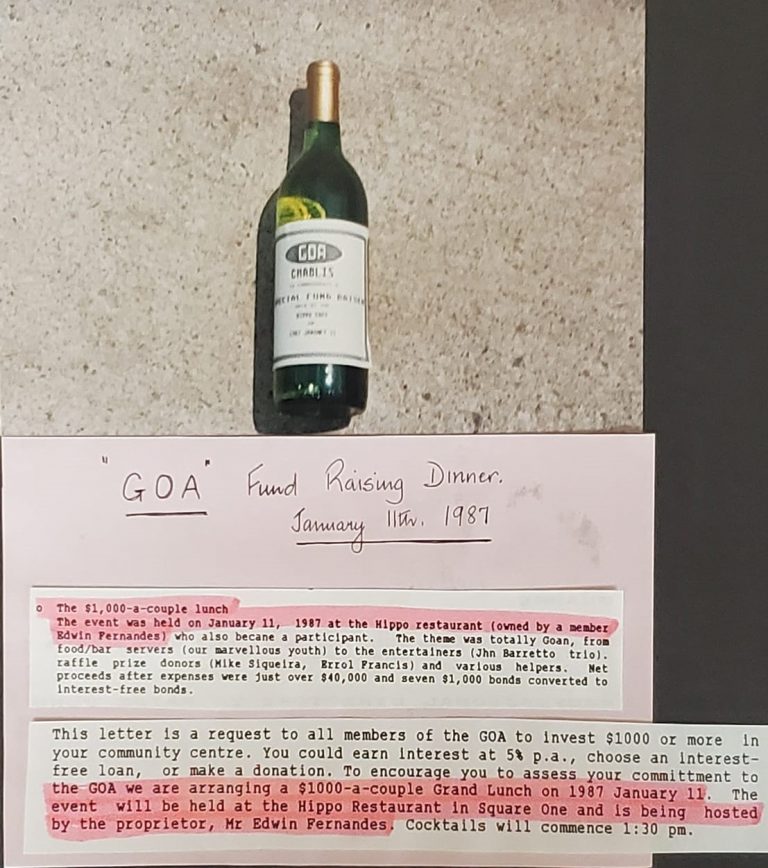 GOA
CHABLIS
SPECIAL FUND RAISER
HIPPO CAFE
"GOA" Fund Raising Dinner.
January 11th. 1987
o The $1,000-a-couple lunch
The event was held on January 11, 1987 at the Hippo restaurant (owned by a member
Edwin Fernandes) who also becane a participant. The theme was totally Goan, from
food/bar servers (our marvellous youth) to the entertainers (Jhn Barretto trio).
raffle prize donors (Mike Siqueira, Errol Francis) and various helpers. Net
proceeds after expenses were just over $40,000 and seven $1,000 bonds converted to
interest-free bonds.
This letter is a request to all members of the GOA to invest $1000 or more in
your community centre. You could earn interest at 5% p.a., choose an interest-
free loan, or make a donation. To encourage you to assess your committment to
the GOA we are arranging a $1000-a-couple Grand Lunch on 1987 January 11. The
event will be held at the Hippo Restaurant in Square One and is being hosted
by the proprietor, Mr Edwin Fernandes. Cocktails will commence 1:30 pm.